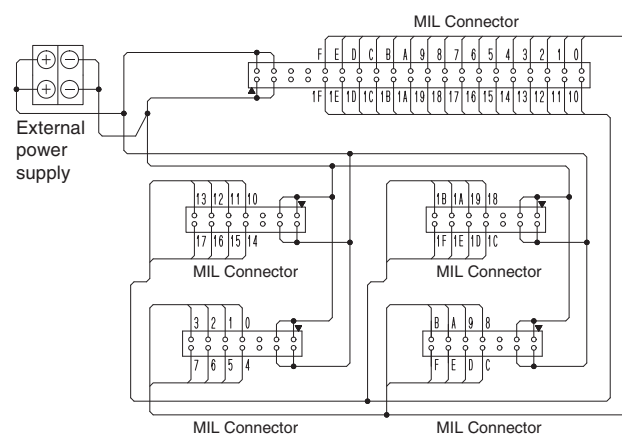 MIL Connector
F E D C B A 9 8 7 6 5 4 3 2 1 0
1F 1E 1D 1C 1B 1A 19 18 17 16 15 14 13 12 11 10
External
power
supply
13 12 11 10
17 16 15 14
MIL Connector
1B 1A 19 18
1F 1E 1D 1C
MIL Connector
3 2 1 0
7 6 5 4
MIL Connector
B A 9 8
F E D C
MIL Connector